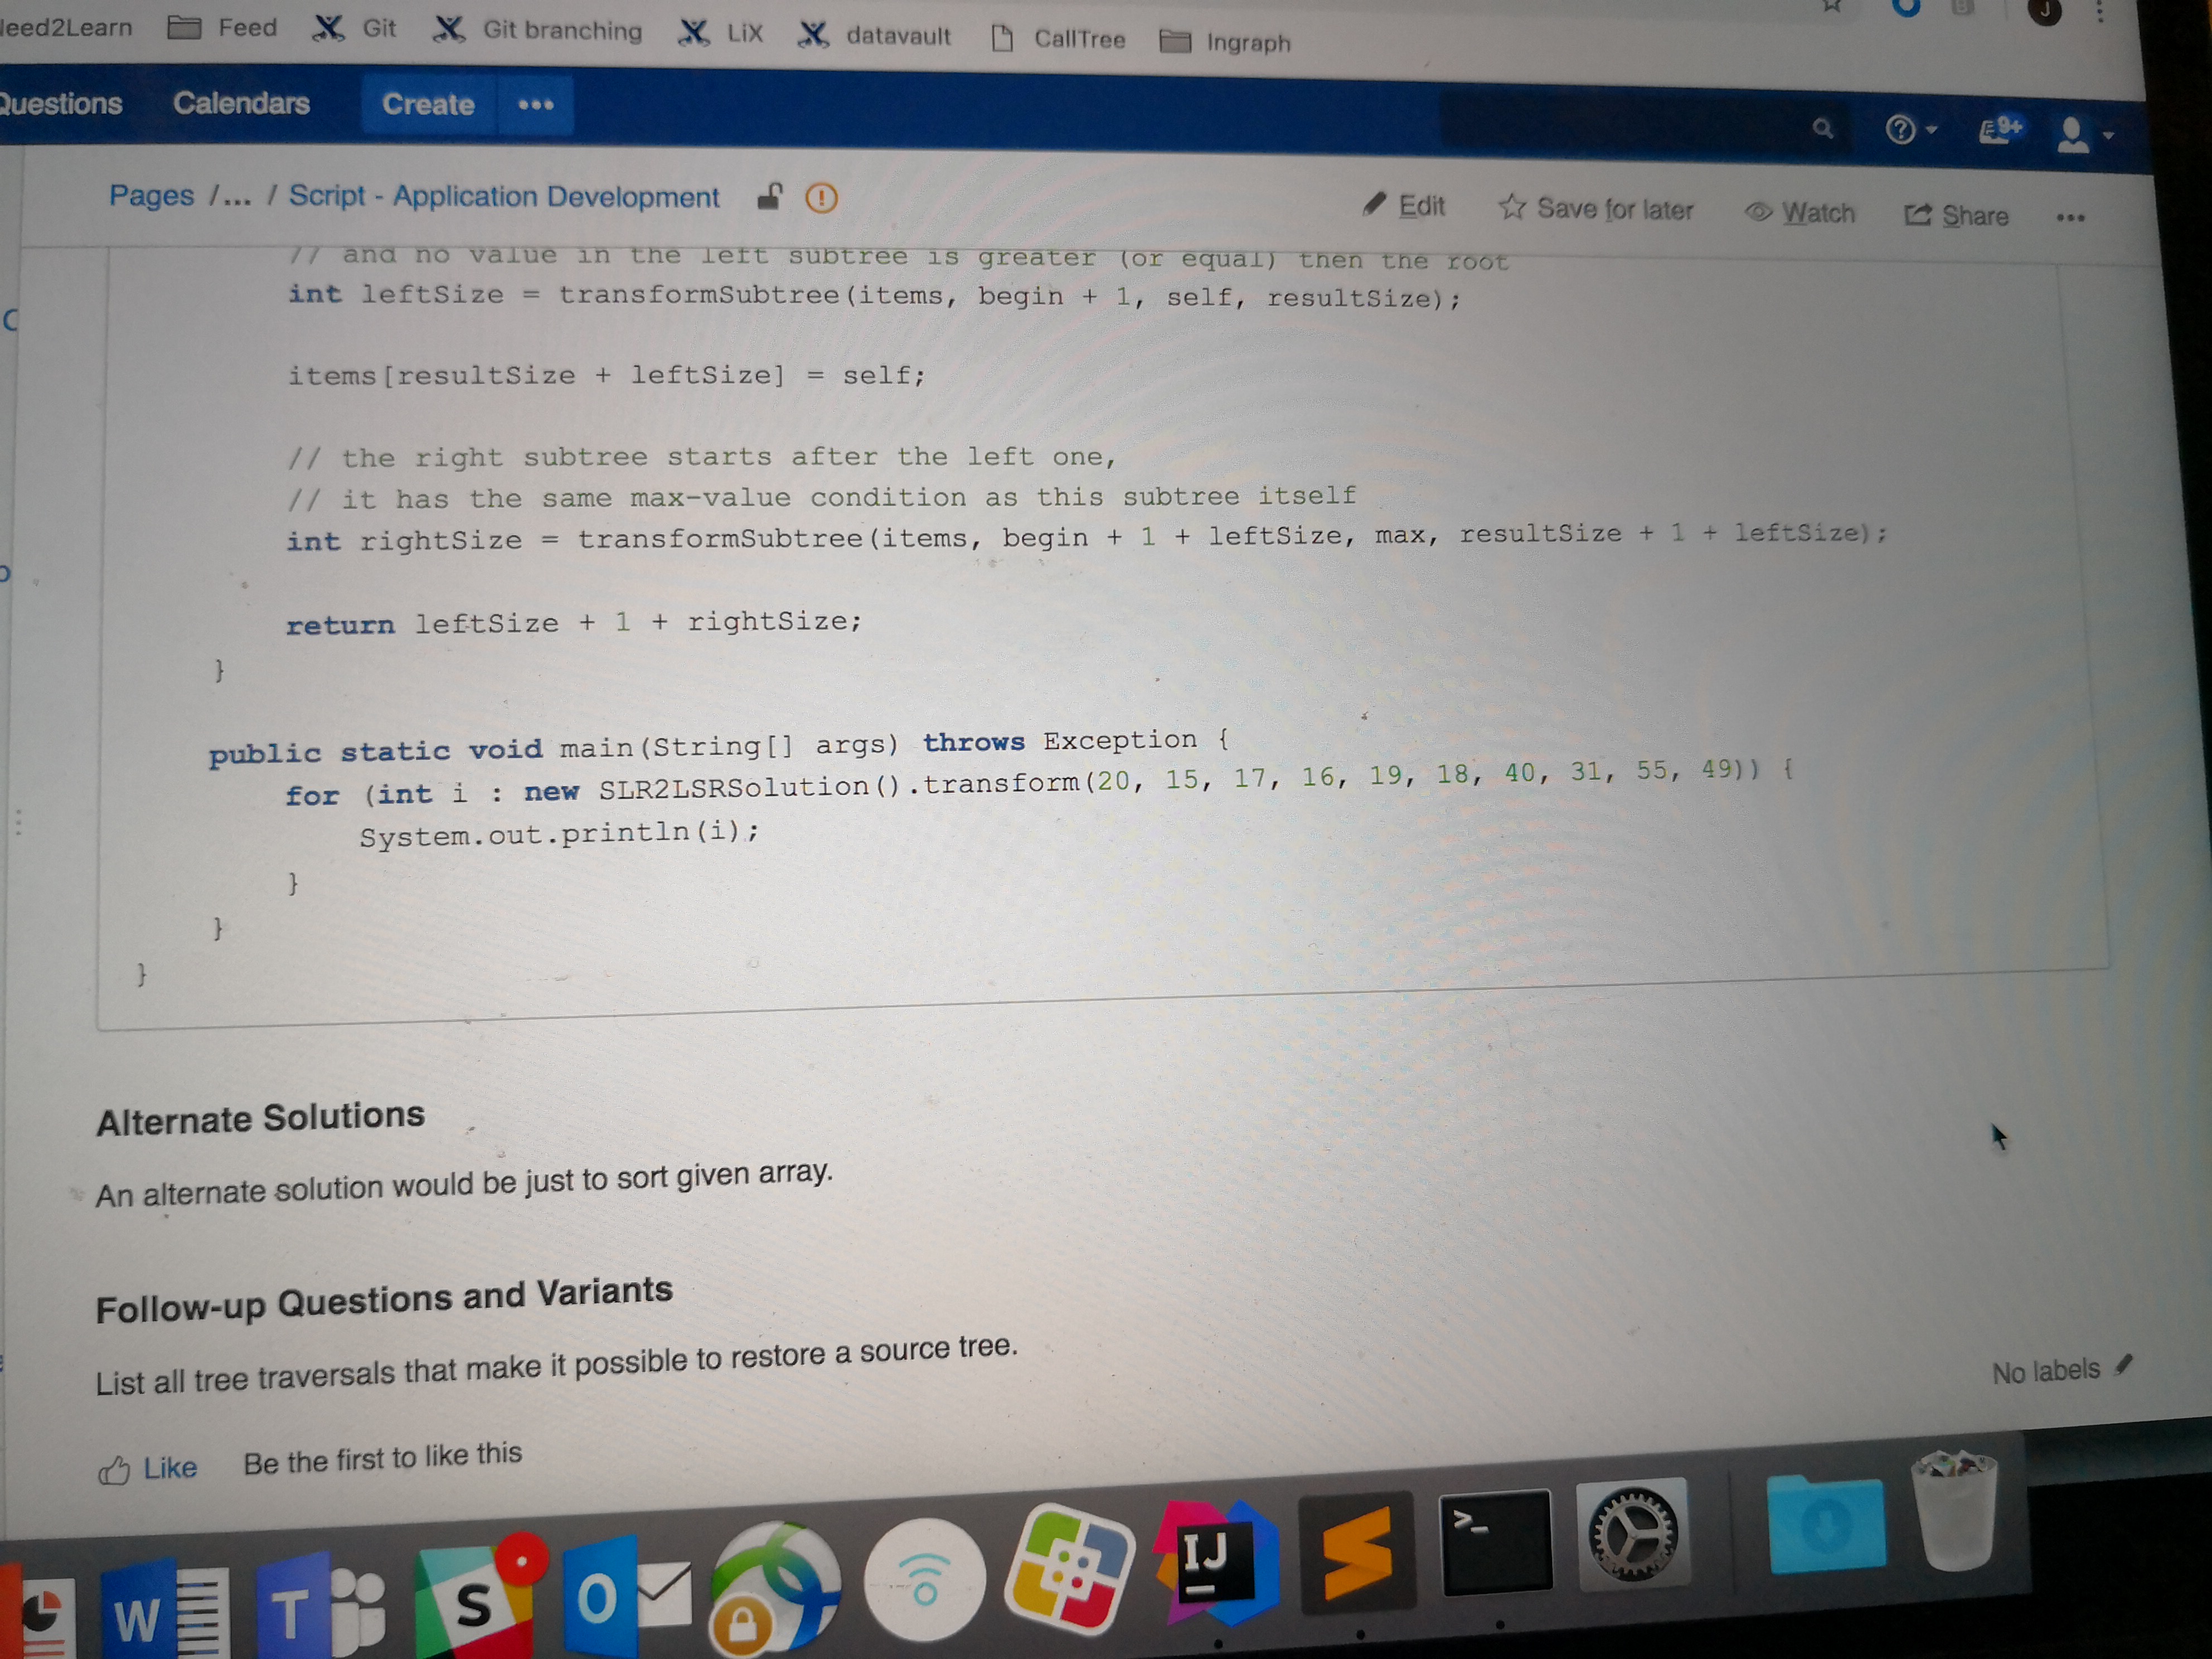 Need2Learn Feed Git Git branching LiX datavault CallTree Ingraph
Questions Calendars Create ••• 9+
Pages /... / Script - Application Development Edit Save for later Watch Share •••
// and no value in the left subtree is greater (or equal) then the root
int leftSize = transformSubtree(items, begin + 1, self, resultSize);
items[resultSize + leftSize] = self;
// the right subtree starts after the left one,
// it has the same max-value condition as this subtree itself
int rightSize = transformSubtree(items, begin + 1 + leftSize, max, resultSize + 1 + leftSize);
return leftSize + 1 + rightSize;
}
public static void main(String[] args) throws Exception {
for (int i : new SLR2LSRSolution().transform(20, 15, 17, 16, 19, 18, 40, 31, 55, 49)) {
System.out.println(i);
}
}
}
Alternate Solutions
An alternate solution would be just to sort given array.
Follow-up Questions and Variants
List all tree traversals that make it possible to restore a source tree.
No labels
Like Be the first to like this
W T S O IJ >_